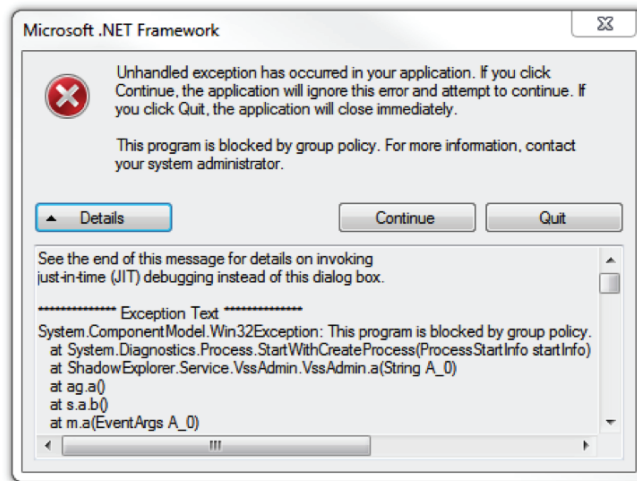 Microsoft .NET Framework
Unhandled exception has occurred in your application. If you click
Continue, the application will ignore this error and attempt to continue. If
you click Quit, the application will close immediately.
This program is blocked by group policy. For more information, contact
your system administrator.
Details
Continue
Quit
See the end of this message for details on invoking
just-in-time (JIT) debugging instead of this dialog box.
************** Exception Text **************
System.ComponentModel.Win32Exception: This program is blocked by group policy.
at System.Diagnostics.Process.StartWithCreateProcess(ProcessStartInfo startInfo)
at ShadowExplorer.Service.VssAdmin.VssAdmin.a(String A_0)
at ag.a()
at s.a.b()
at m.a(EventArgs A_0)